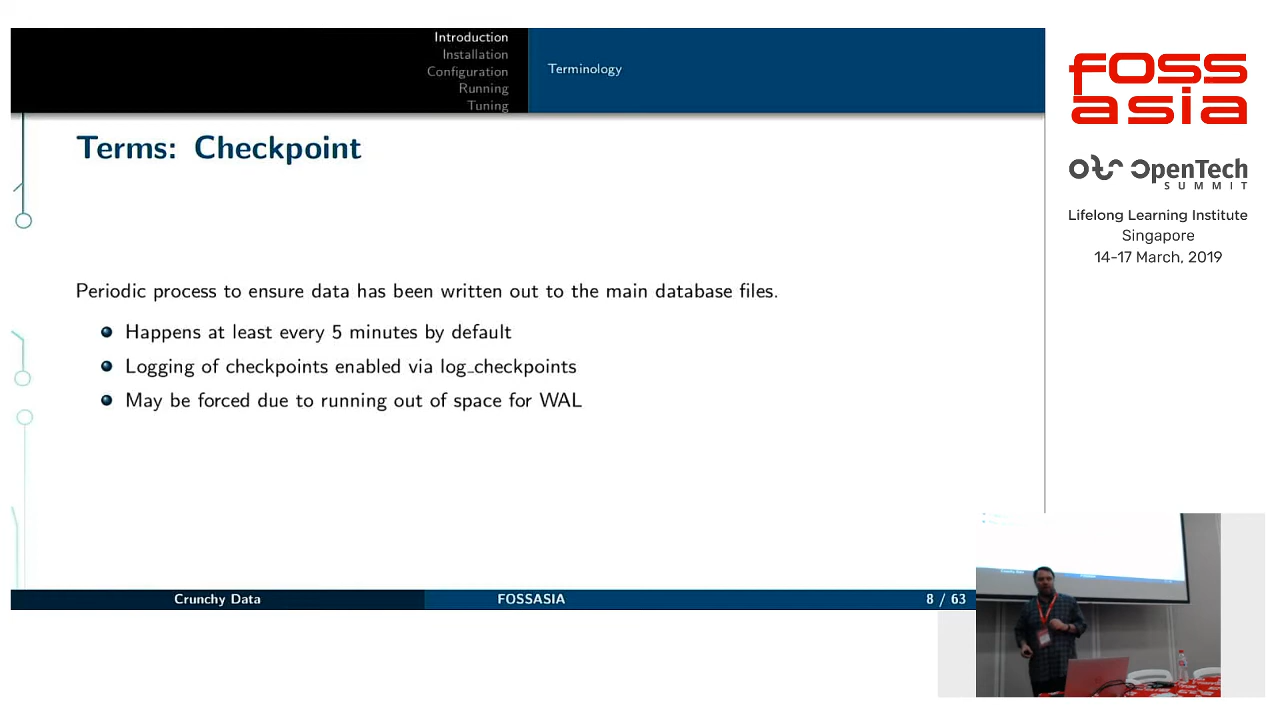 Introduction
Installation
Configuration
Running
Tuning
Terminology
Terms: Checkpoint
Periodic process to ensure data has been written out to the main database files.
Happens at least every 5 minutes by default
Logging of checkpoints enabled via log_checkpoints
May be forced due to running out of space for WAL
Crunchy Data
FOSSASIA
8 / 63
FOSS
asia
OpenTech
SUMMIT
Lifelong Learning Institute
Singapore
14-17 March, 2019